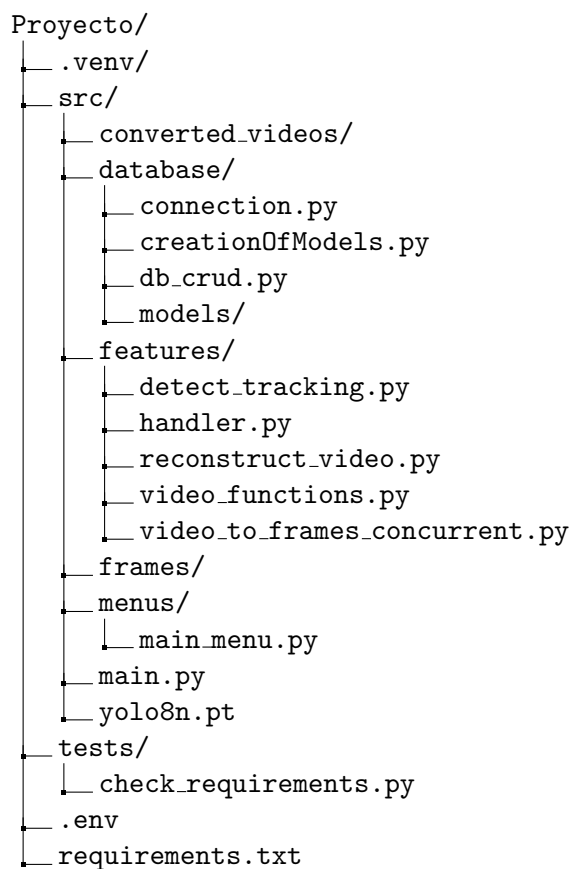 Proyecto/
.venv/
src/
converted_videos/
database/
connection.py
creationOfModels.py
db_crud.py
models/
features/
detect_tracking.py
handler.py
reconstruct_video.py
video_functions.py
video_to_frames_concurrent.py
frames/
menus/
main_menu.py
main.py
yolo8n.pt
tests/
check_requirements.py
.env
requirements.txt